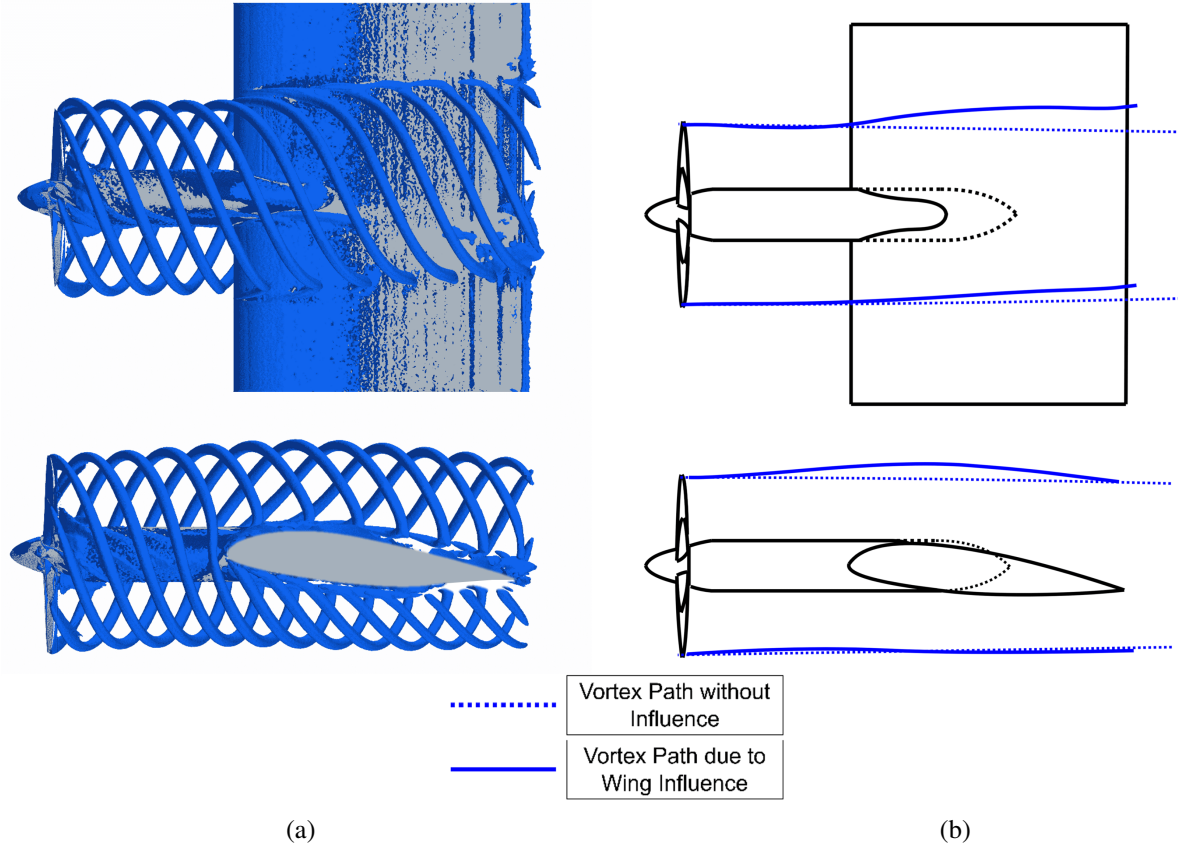 Vortex Path without
Influence
Vortex Path due to
Wing Influence
(a)
(b)